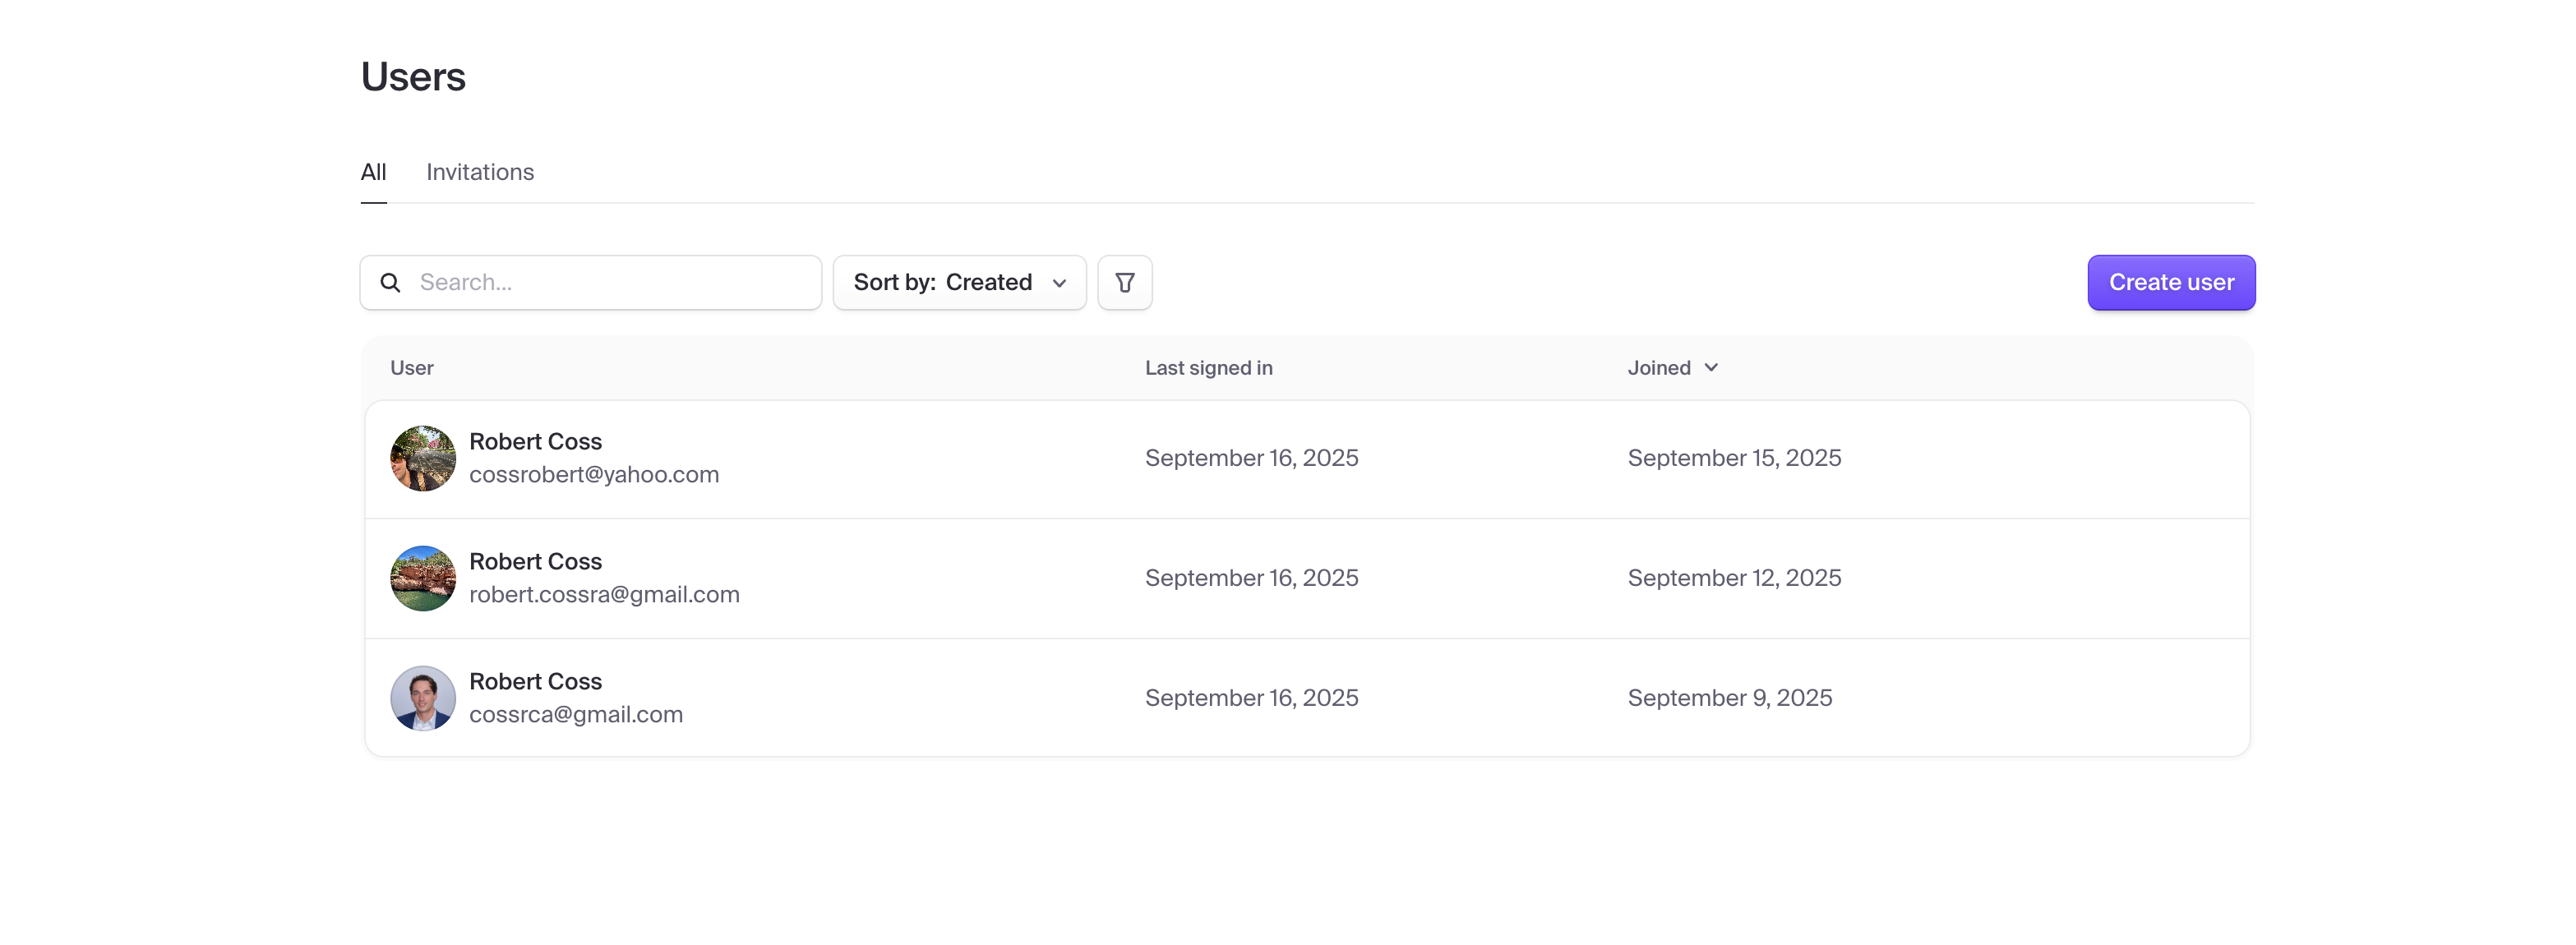 Users
All Invitations
Search...
Sort by: Created
Create user
User Last signed in Joined
Robert Coss
cossrobert@yahoo.com
September 16, 2025 September 15, 2025
Robert Coss
robert.cossra@gmail.com
September 16, 2025 September 12, 2025
Robert Coss
cossrca@gmail.com
September 16, 2025 September 9, 2025